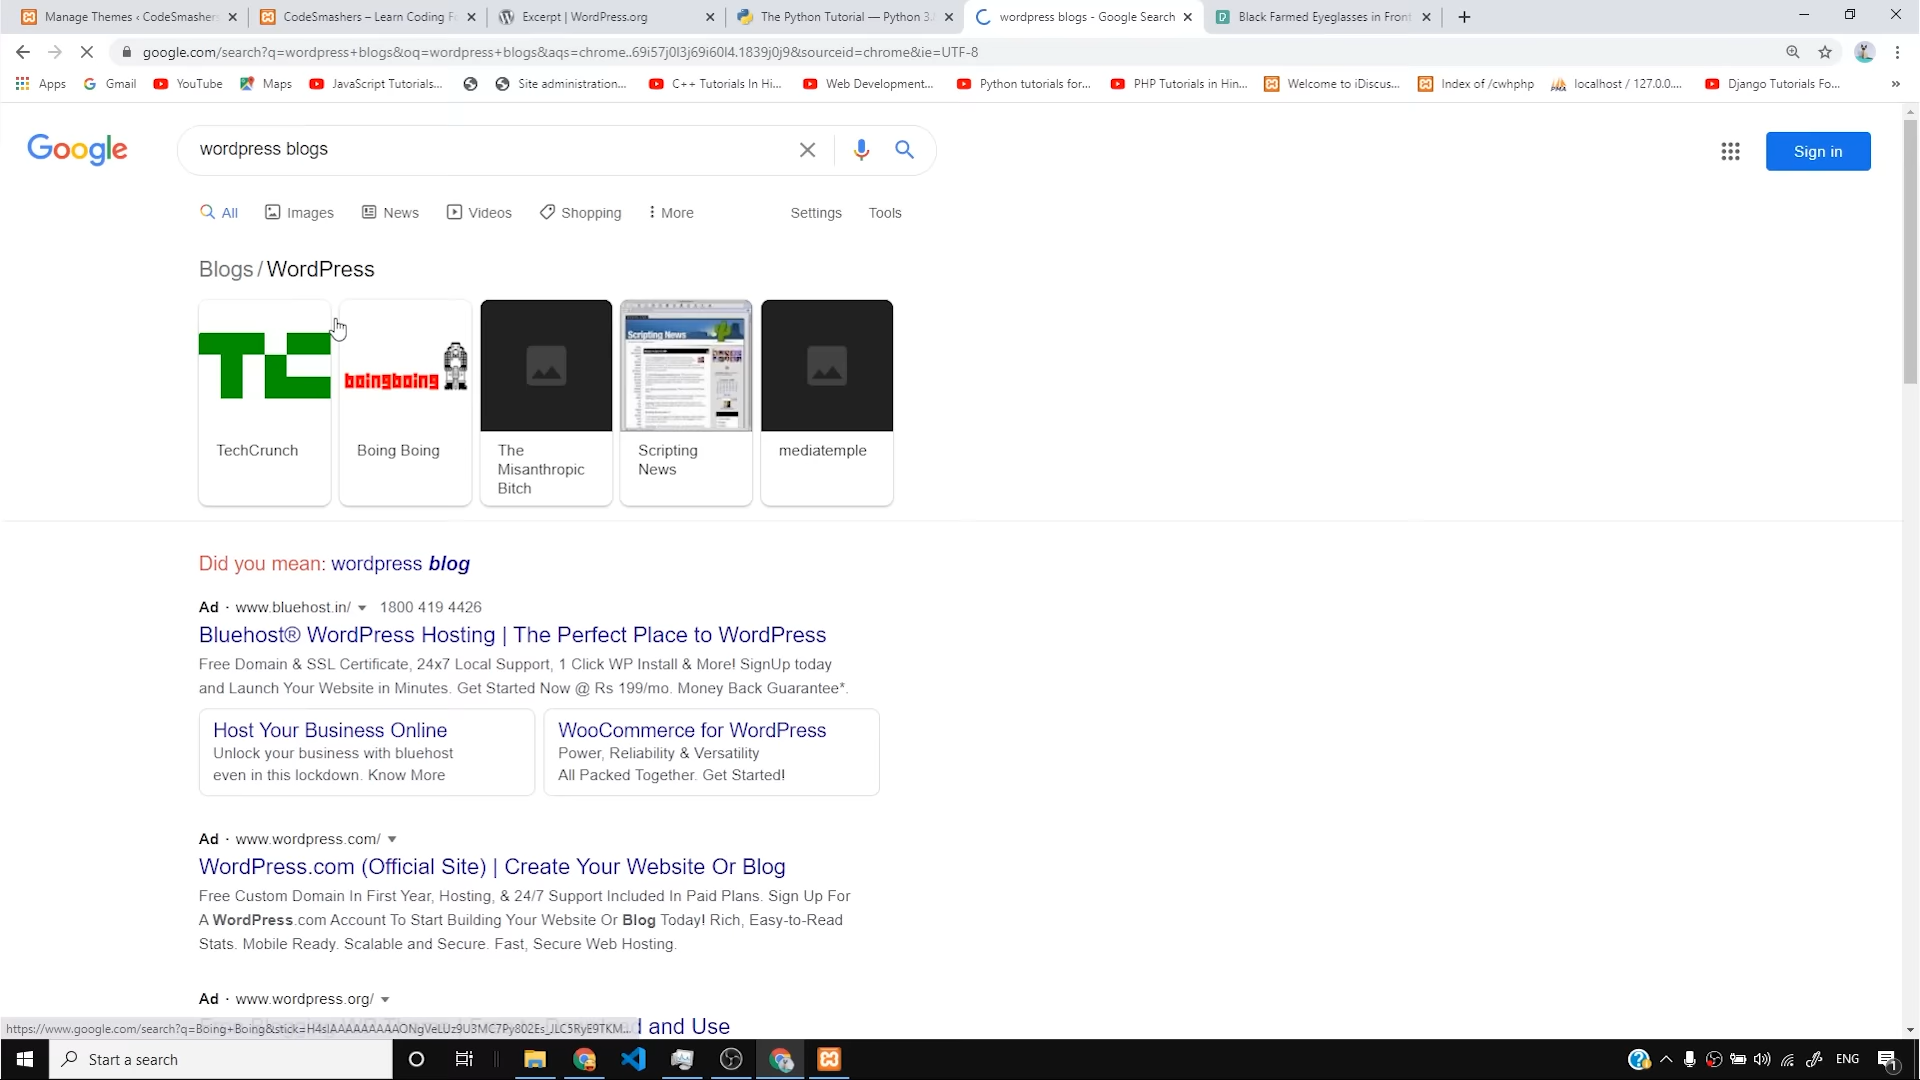 Manage Themes ‹ CodeSmashers
CodeSmashers – Learn Coding F
Excerpt | WordPress.org
The Python Tutorial — Python 3.
wordpress blogs - Google Search
Black Farmed Eyeglasses in Front
google.com/search?q=wordpress+blogs&oq=wordpress+blogs&aqs=chrome..69i57j0l3j69i60l4.1839j0j9&sourceid=chrome&ie=UTF-8
Apps
Gmail
YouTube
Maps
JavaScript Tutorials...
Site administration...
C++ Tutorials In Hi...
Web Development...
Python tutorials for...
PHP Tutorials in Hin...
Welcome to iDiscus...
Index of /cwhphp
localhost / 127.0.0....
Django Tutorials Fo...
»
Google
wordpress blogs
Sign in
All
Images
News
Videos
Shopping
More
Settings
Tools
Blogs / WordPress
TC
boingboing
Scripting News
TechCrunch
Boing Boing
The Misanthropic Bitch
Scripting News
mediatemple
Did you mean: wordpress blog
Ad · www.bluehost.in/ 1800 419 4426
Bluehost® WordPress Hosting | The Perfect Place to WordPress
Free Domain & SSL Certificate, 24x7 Local Support, 1 Click WP Install & More! SignUp today
and Launch Your Website in Minutes. Get Started Now @ Rs 199/mo. Money Back Guarantee*.
Host Your Business Online
Unlock your business with bluehost
even in this lockdown. Know More
WooCommerce for WordPress
Power, Reliability & Versatility
All Packed Together. Get Started!
Ad · www.wordpress.com/
WordPress.com (Official Site) | Create Your Website Or Blog
Free Custom Domain In First Year, Hosting, & 24/7 Support Included In Paid Plans. Sign Up For
A WordPress.com Account To Start Building Your Website Or Blog Today! Rich, Easy-to-Read
Stats. Mobile Ready. Scalable and Secure. Fast, Secure Web Hosting.
Ad · www.wordpress.org/
and Use
Start a search
ENG
1